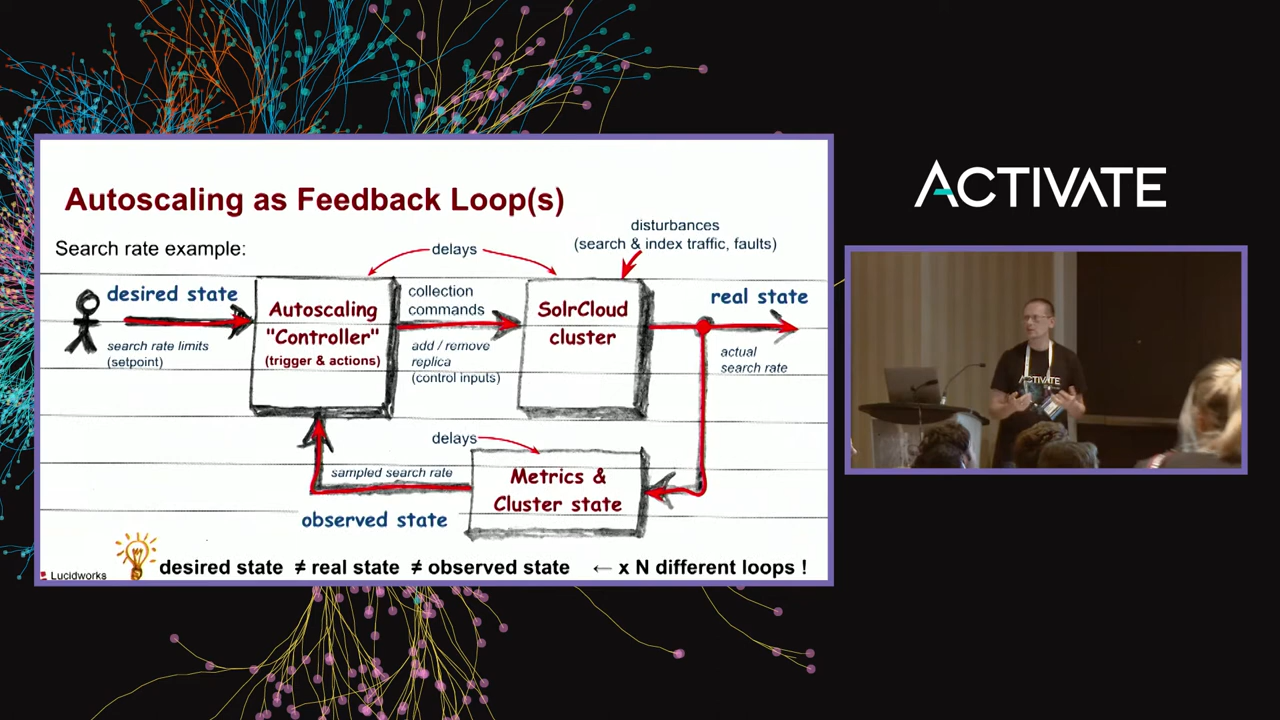 Autoscaling as Feedback Loop(s)
Search rate example:
delays
disturbances
(search & index traffic, faults)
desired state
search rate limits
(setpoint)
Autoscaling
"Controller"
(trigger & actions)
collection
commands
add / remove
replica
(control inputs)
SolrCloud
cluster
real state
actual
search rate
delays
sampled search rate
Metrics &
Cluster state
observed state
desired state ≠ real state ≠ observed state ← x N different loops !
Lucidworks
ACTIVATE
ACTIVATE